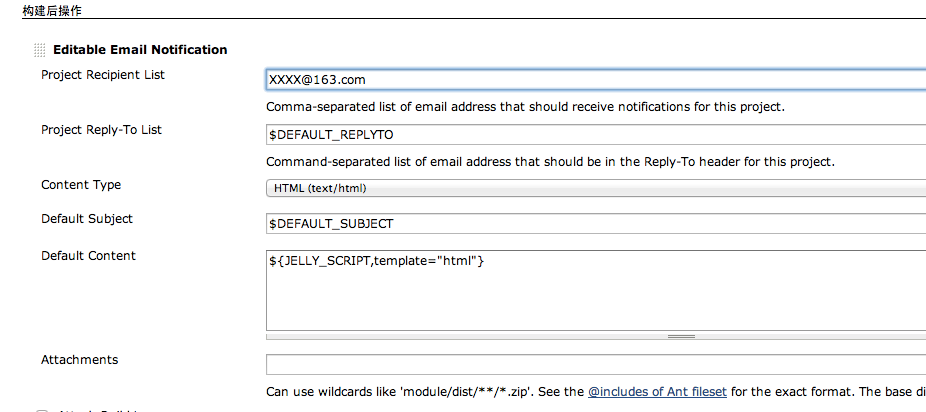 构建后操作
Editable Email Notification
Project Recipient List
XXXX@163.com
Comma-separated list of email address that should receive notifications for this project.
Project Reply-To List
$DEFAULT_REPLYTO
Command-separated list of email address that should be in the Reply-To header for this project.
Content Type
HTML (text/html)
Default Subject
$DEFAULT_SUBJECT
Default Content
${JELLY_SCRIPT,template="html"}
Attachments
Can use wildcards like 'module/dist/**/*.zip'. See the @includes of Ant fileset for the exact format. The base di